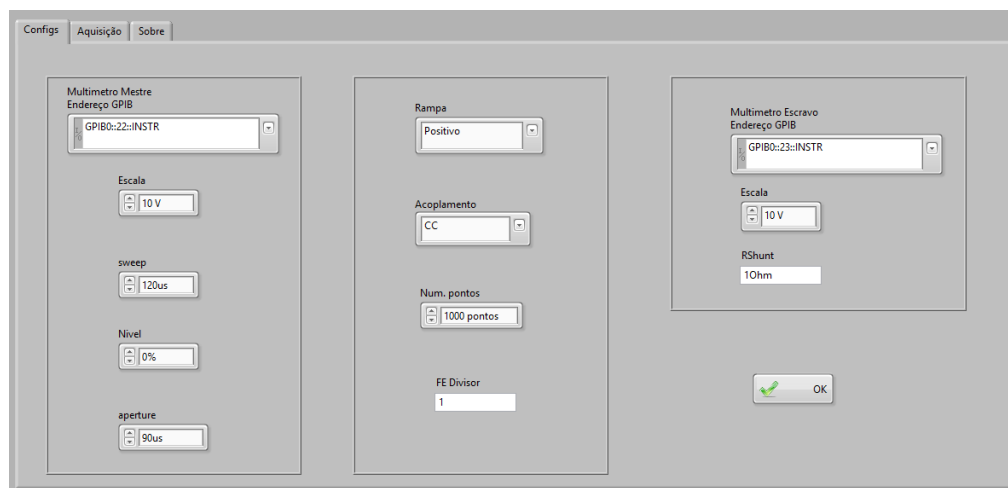 Configs
Aquisição
Sobre
Multimetro Mestre
Endereço GPIB
GPIB0::22::INSTR
Escala
10 V
sweep
120us
Nivel
0%
aperture
90us
Rampa
Positivo
Acoplamento
CC
Num. pontos
1000 pontos
FE Divisor
1
Multimetro Escravo
Endereço GPIB
GPIB0::23::INSTR
Escala
10 V
RShunt
1Ohm
OK